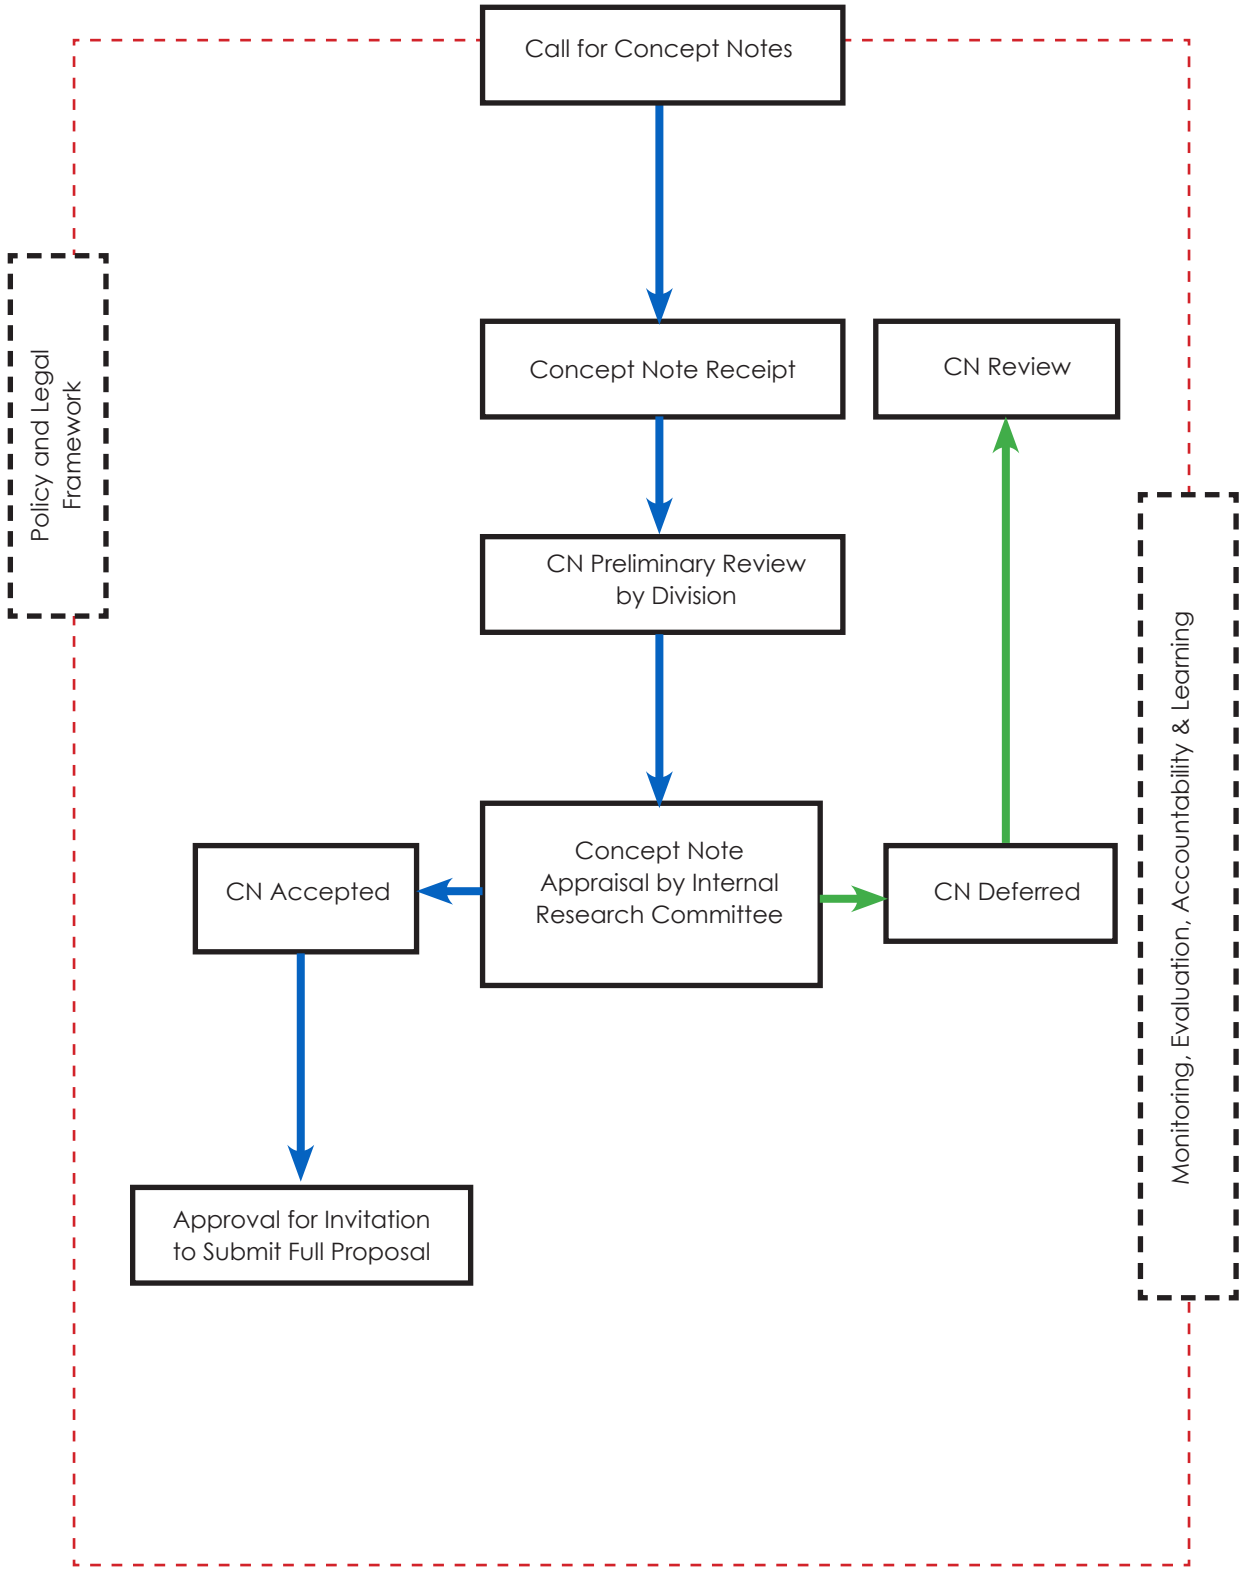 Call for Concept Notes
Policy and Legal
Framework
Concept Note Receipt
CN Review
CN Preliminary Review
by Division
Monitoring, Evaluation, Accountability & Learning
CN Accepted
Concept Note
Appraisal by Internal
Research Committee
CN Deferred
Approval for Invitation
to Submit Full Proposal